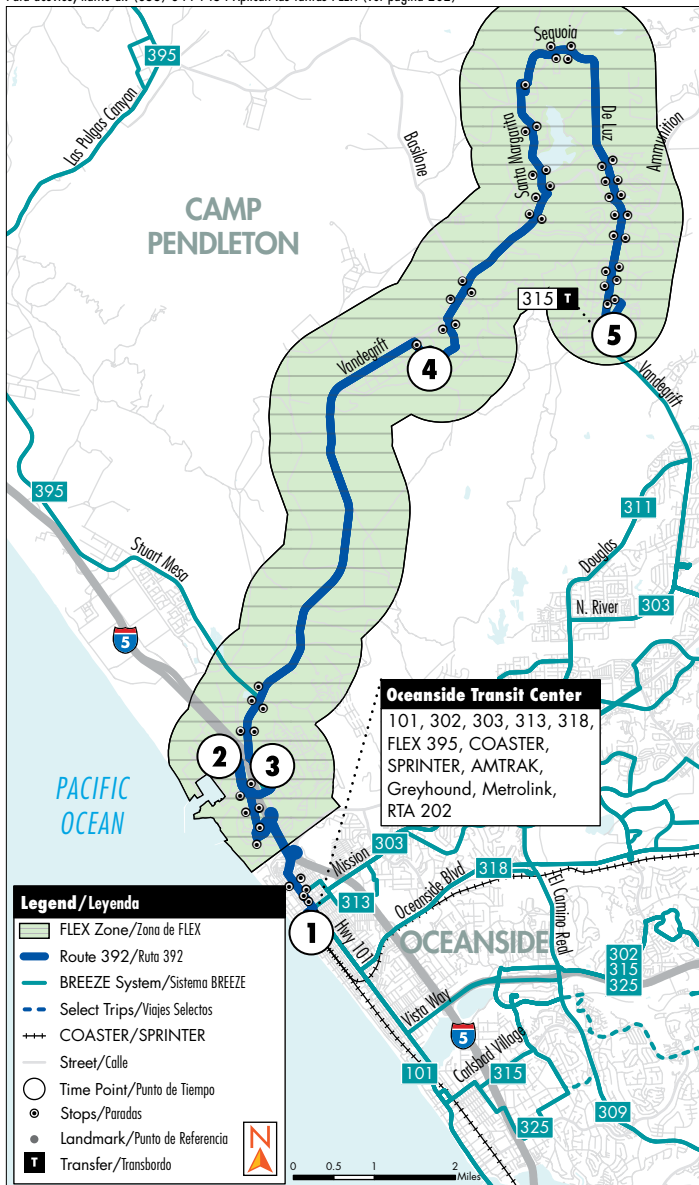 395
Las Pulgas Canyon
Basilone
Sequoia
De Luz
Santa Margarita
Ammunition
CAMP
PENDLETON
315 T
5
4
Vandegrift
Vandegrift
395
Stuart Mesa
311
Douglas
N. River
303
5
2
3
PACIFIC
OCEAN
Oceanside Transit Center
101, 302, 303, 313, 318,
FLEX 395, COASTER,
SPRINTER, AMTRAK,
Greyhound, Metrolink,
RTA 202
Mission
303
318
Oceanside Blvd
El Camino Real
313
1
Hwy 101
OCEANSIDE
302
315
325
Vista Way
5
Carlsbad Village
101
315
325
309
Legend/Leyenda
FLEX Zone/Zona de FLEX
Route 392/Ruta 392
BREEZE System/Sistema BREEZE
Select Trips/Viajes Selectos
COASTER/SPRINTER
Street/Calle
Time Point/Punto de Tiempo
Stops/Paradas
Landmark/Punto de Referencia
T Transfer/Transbordo
N
0 0.5 1 2
Miles